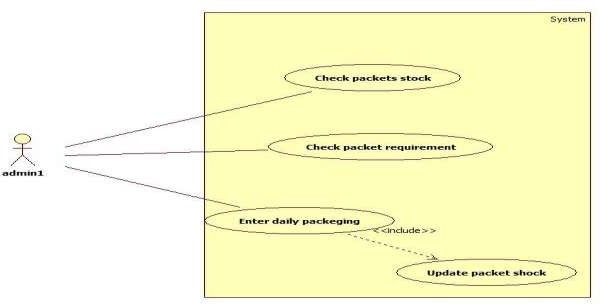 System
Check packets stock
Check packet requirement
admin1
Enter daily packeging
<<include>>
Update packet shock